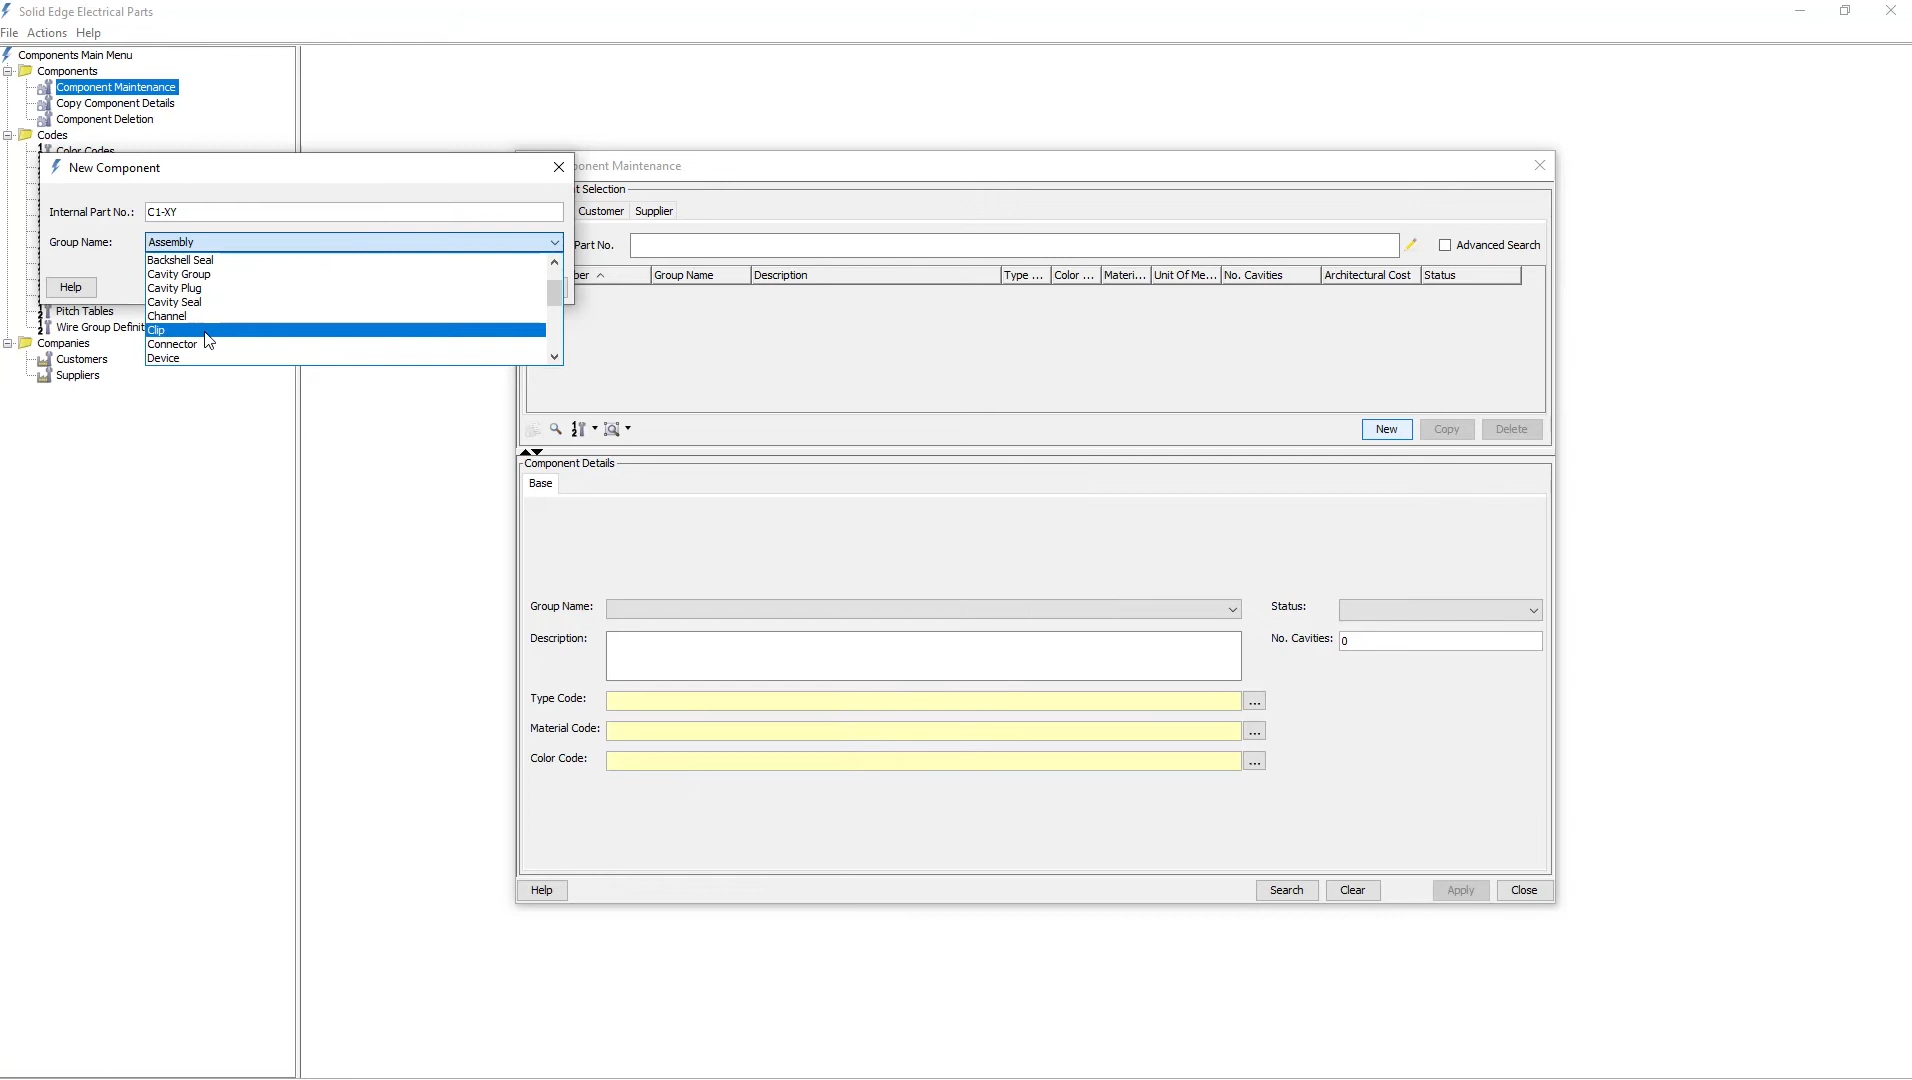 Solid Edge Electrical Parts
File Actions Help
Components Main Menu
Components
Component Maintenance
Copy Component Details
Component Deletion
Codes
Color Codes
Pitch Tables
Wire Group Definit
Companies
Customers
Suppliers
New Component
Internal Part No.: C1-XY
Group Name: Assembly
Backshell Seal
Cavity Group
Cavity Plug
Cavity Seal
Channel
Clip
Connector
Device
Help
ponent Maintenance
t Selection
Customer Supplier
Part No. Advanced Search
ber Group Name Description Type ... Color ... Materi... Unit Of Me... No. Cavities Architectural Cost Status
New Copy Delete
Component Details
Base
Group Name: Status:
Description: No. Cavities: 0
Type Code: ...
Material Code: ...
Color Code: ...
Help Search Clear Apply Close